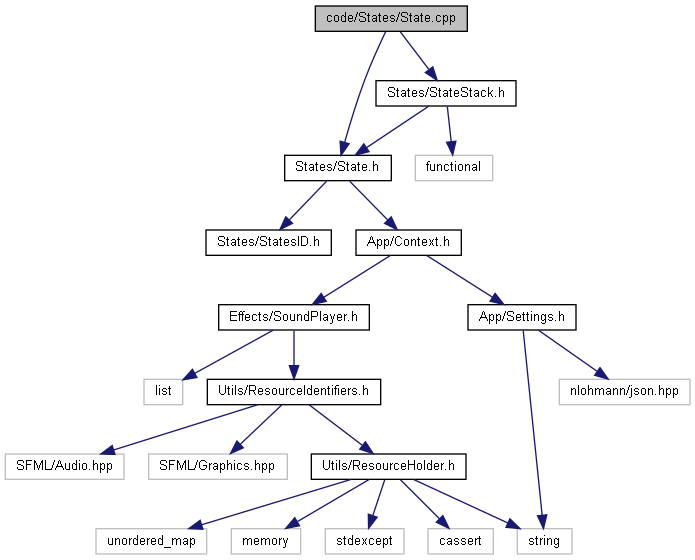 code/States/State.cpp
States/StateStack.h
States/State.h
functional
States/StatesID.h
App/Context.h
Effects/SoundPlayer.h
App/Settings.h
list
Utils/ResourceIdentifiers.h
nlohmann/json.hpp
SFML/Audio.hpp
SFML/Graphics.hpp
Utils/ResourceHolder.h
unordered_map
memory
stdexcept
cassert
string